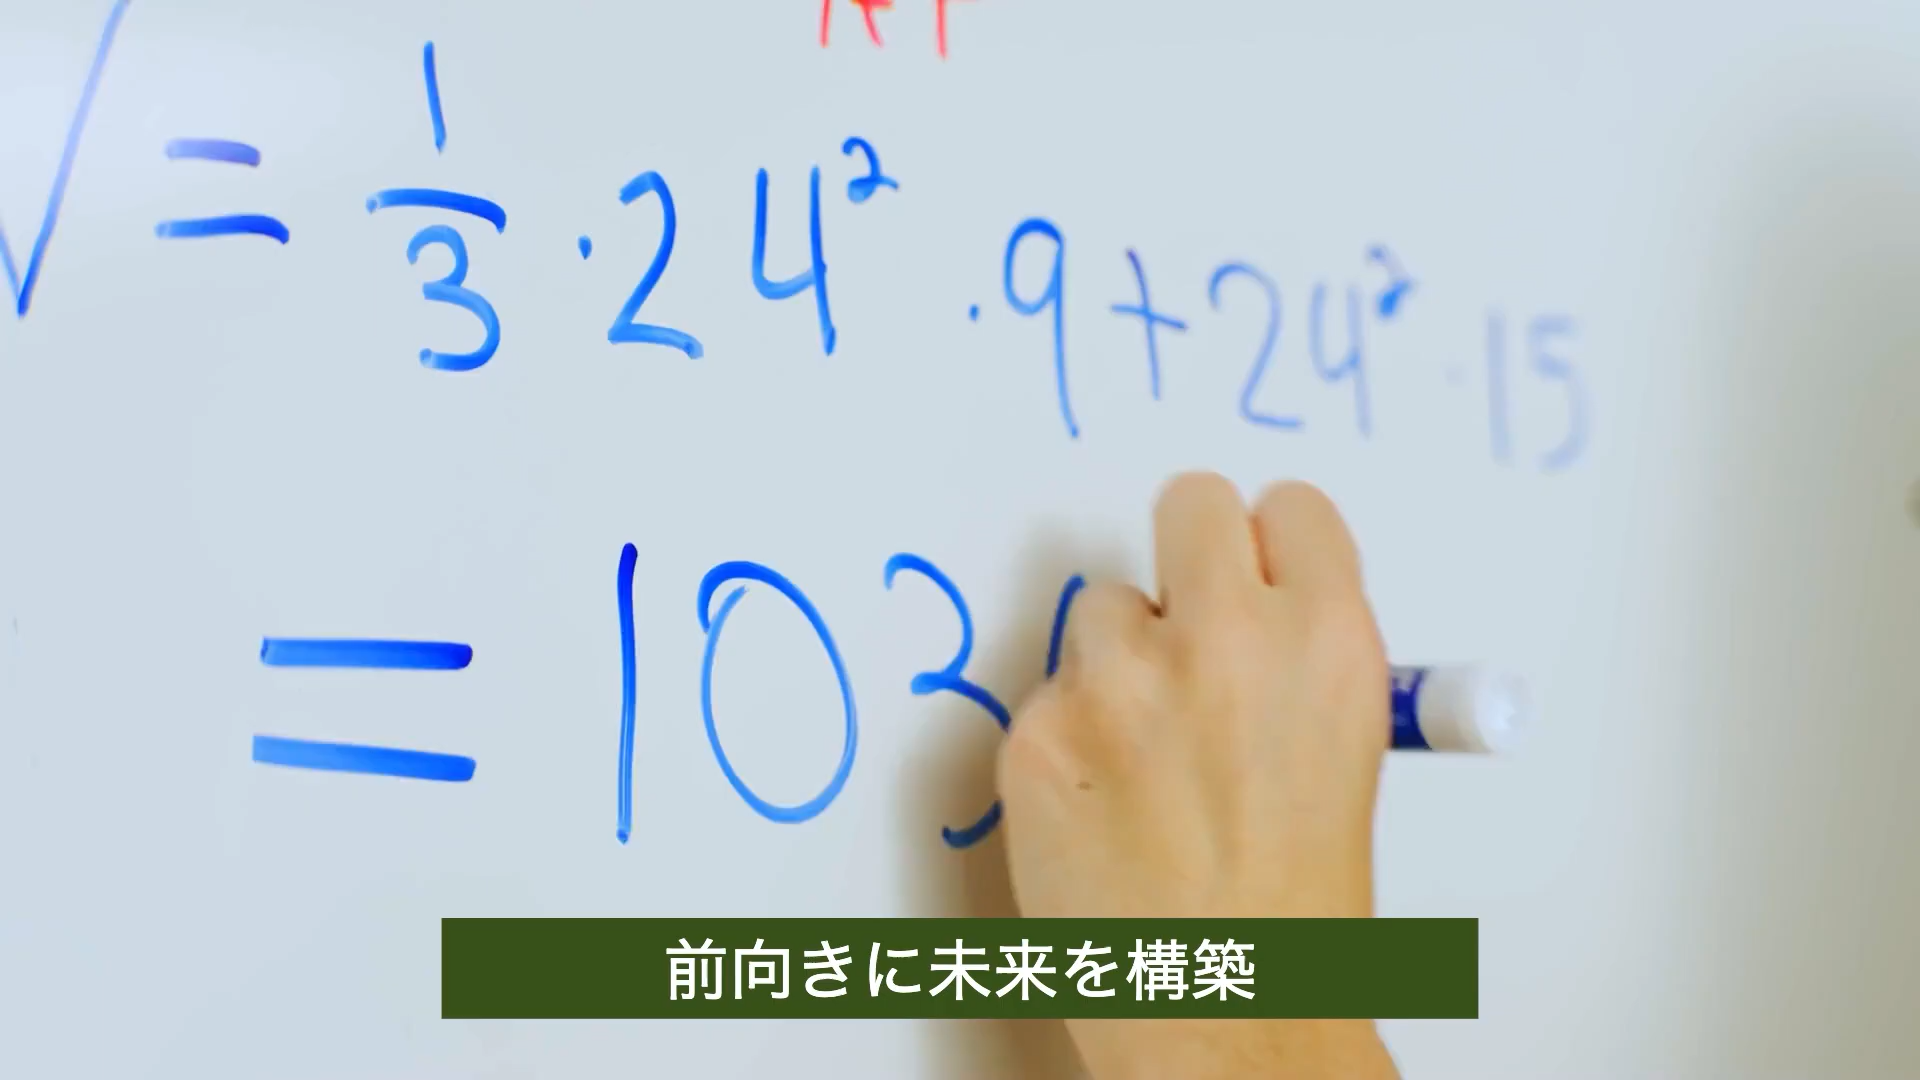 V = 1/3 · 24² · 9 + 24² · 15
= 103
前向きに未来を構築